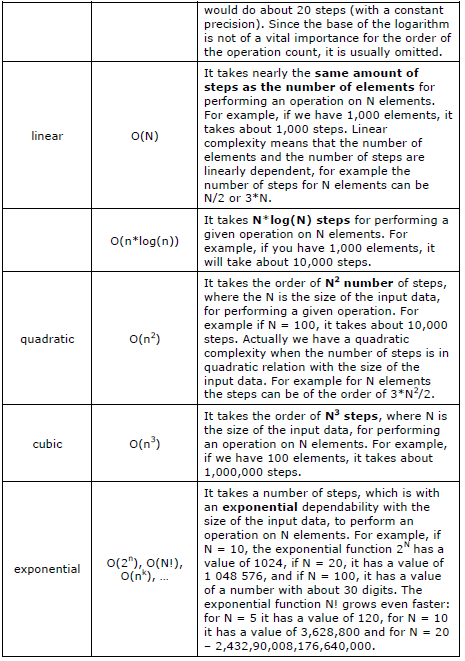 would do about 20 steps (with a constant
precision). Since the base of the logarithm
is not of a vital importance for the order of
the operation count, it is usually omitted.
linear
O(N)
It takes nearly the same amount of
steps as the number of elements for
performing an operation on N elements.
For example, if we have 1,000 elements, it
takes about 1,000 steps. Linear
complexity means that the number of
elements and the number of steps are
linearly dependent, for example the
number of steps for N elements can be
N/2 or 3*N.
O(n*log(n))
It takes N*log(N) steps for performing a
given operation on N elements. For
example, if you have 1,000 elements, it
will take about 10,000 steps.
quadratic
O(n²)
It takes the order of N² number of steps,
where the N is the size of the input data,
for performing a given operation. For
example if N = 100, it takes about 10,000
steps. Actually we have a quadratic
complexity when the number of steps is in
quadratic relation with the size of the
input data. For example for N elements
the steps can be of the order of 3*N²/2.
cubic
O(n³)
It takes the order of N³ steps, where N is
the size of the input data, for performing
an operation on N elements. For example,
if we have 100 elements, it takes about
1,000,000 steps.
exponential
O(2ⁿ), O(N!),
O(nᵏ), …
It takes a number of steps, which is with
an exponential dependability with the
size of the input data, to perform an
operation on N elements. For example, if
N = 10, the exponential function 2ᴺ has a
value of 1024, if N = 20, it has a value of
1 048 576, and if N = 100, it has a value
of a number with about 30 digits. The
exponential function N! grows even faster:
for N = 5 it has a value of 120, for N = 10
it has a value of 3,628,800 and for N = 20
– 2,432,90,008,176,640,000.